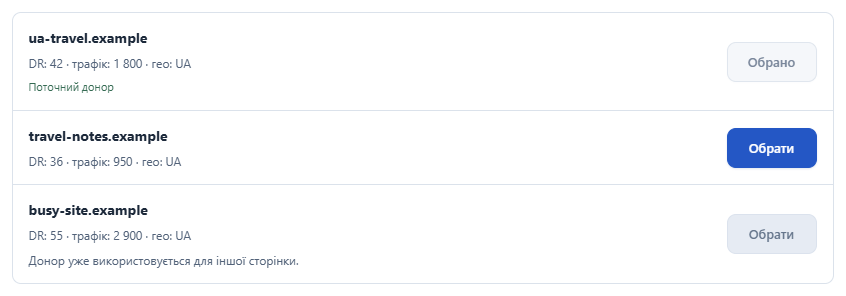 ua-travel.example
DR: 42 · трафік: 1 800 · гео: UA
Поточний донор
Обрано
travel-notes.example
DR: 36 · трафік: 950 · гео: UA
Обрати
busy-site.example
DR: 55 · трафік: 2 900 · гео: UA
Донор уже використовується для іншої сторінки.
Обрати